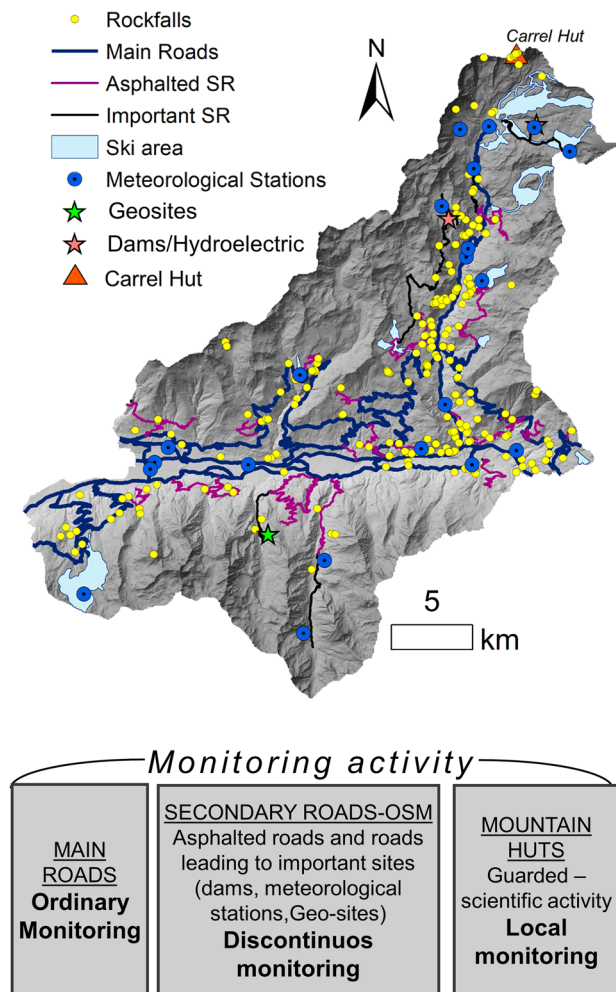 Rockfalls
Main Roads
Asphalted SR
Important SR
Ski area
Meteorological Stations
Geosites
Dams/Hydroelectric
Carrel Hut
N
Carrel Hut
5
km
Monitoring activity
MAIN
ROADS
Ordinary
Monitoring
SECONDARY ROADS-OSM
Asphalted roads and roads
leading to important sites
(dams, meteorological
stations,Geo-sites)
Discontinuos
monitoring
MOUNTAIN
HUTS
Guarded –
scientific activity
Local
monitoring